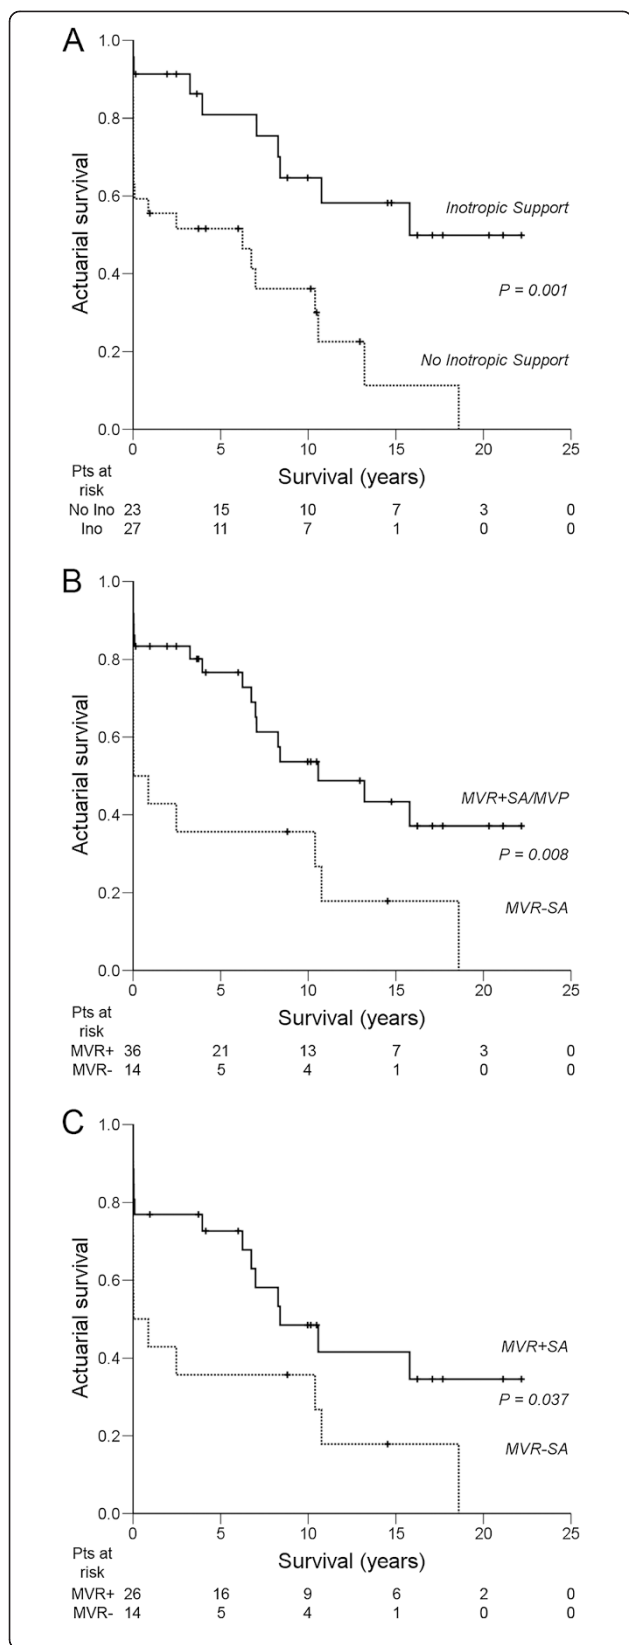 A
1.0
0.8
0.6
0.4
0.2
0.0
Actuarial survival
Inotropic Support
P = 0.001
No Inotropic Support
0 5 10 15 20 25
Survival (years)
Pts at
risk
No Ino 23 15 10 7 3 0
Ino 27 11 7 1 0 0
B
1.0
0.8
0.6
0.4
0.2
0.0
Actuarial survival
MVR+SA/MVP
P = 0.008
MVR-SA
0 5 10 15 20 25
Survival (years)
Pts at
risk
MVR+ 36 21 13 7 3 0
MVR- 14 5 4 1 0 0
C
1.0
0.8
0.6
0.4
0.2
0.0
Actuarial survival
MVR+SA
P = 0.037
MVR-SA
0 5 10 15 20 25
Survival (years)
Pts at
risk
MVR+ 26 16 9 6 2 0
MVR- 14 5 4 1 0 0